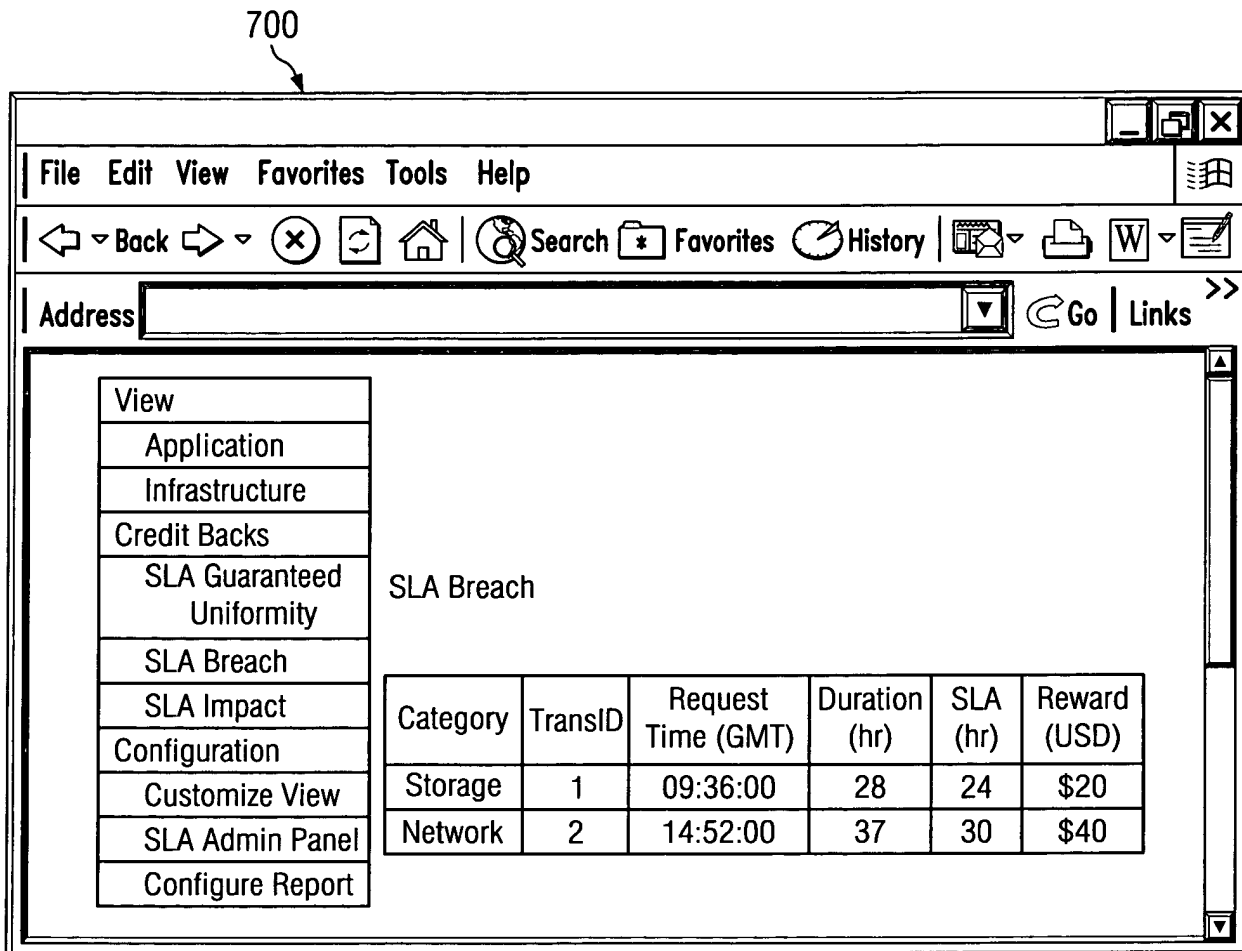 700
File Edit View Favorites Tools Help
Back Search Favorites History W
Address Go Links >>
View
Application
Infrastructure
Credit Backs
SLA Guaranteed
Uniformity
SLA Breach
SLA Impact
Configuration
Customize View
SLA Admin Panel
Configure Report
SLA Breach
Category TransID Request Time (GMT) Duration (hr) SLA (hr) Reward (USD)
Storage 1 09:36:00 28 24 $20
Network 2 14:52:00 37 30 $40